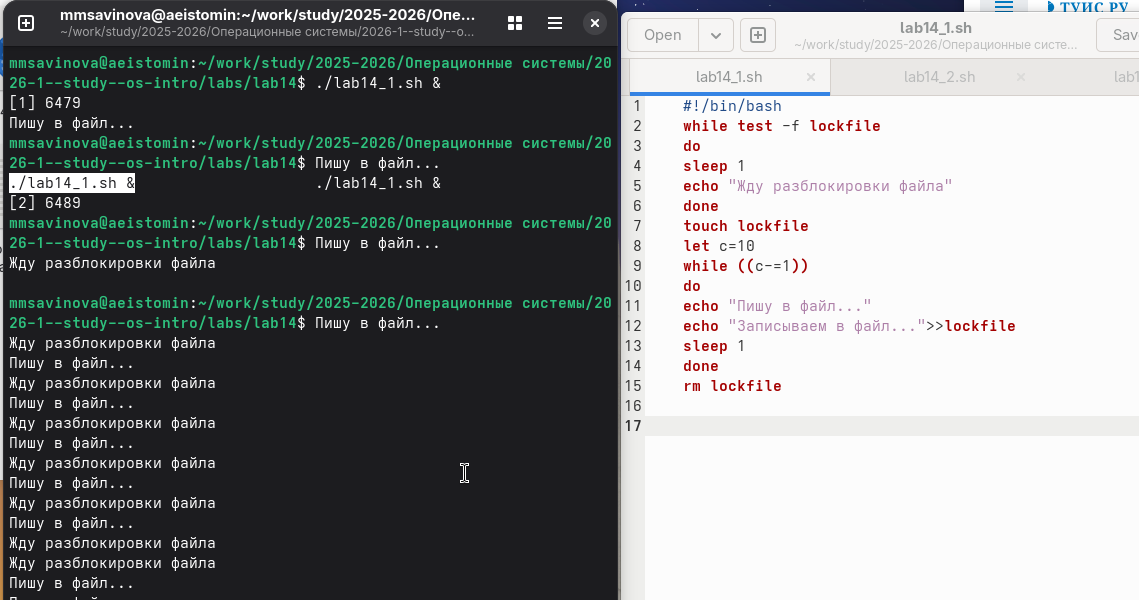 mmsavinova@aeistomin:~/work/study/2025-2026/Опе...
~/work/study/2025-2026/Операционные системы/2026-1--study--o...
mmsavinova@aeistomin:~/work/study/2025-2026/Операционные системы/20
26-1--study--os-intro/labs/lab14$ ./lab14_1.sh &
[1] 6479
Пишу в файл...
mmsavinova@aeistomin:~/work/study/2025-2026/Операционные системы/20
26-1--study--os-intro/labs/lab14$ Пишу в файл...
./lab14_1.sh & ./lab14_1.sh &
[2] 6489
mmsavinova@aeistomin:~/work/study/2025-2026/Операционные системы/20
26-1--study--os-intro/labs/lab14$ Пишу в файл...
Жду разблокировки файла
mmsavinova@aeistomin:~/work/study/2025-2026/Операционные системы/20
26-1--study--os-intro/labs/lab14$ Пишу в файл...
Жду разблокировки файла
Пишу в файл...
Жду разблокировки файла
Пишу в файл...
Жду разблокировки файла
Пишу в файл...
Жду разблокировки файла
Пишу в файл...
Жду разблокировки файла
Пишу в файл...
Жду разблокировки файла
Жду разблокировки файла
Пишу в файл...
ТУИС РУ
Open
lab14_1.sh
~/work/study/2025-2026/Операционные систе...
Sav
lab14_1.sh × lab14_2.sh × lab1
1 #!/bin/bash
2 while test -f lockfile
3 do
4 sleep 1
5 echo "Жду разблокировки файла"
6 done
7 touch lockfile
8 let c=10
9 while ((c-=1))
10 do
11 echo "Пишу в файл..."
12 echo "Записываем в файл...">>lockfile
13 sleep 1
14 done
15 rm lockfile
16
17